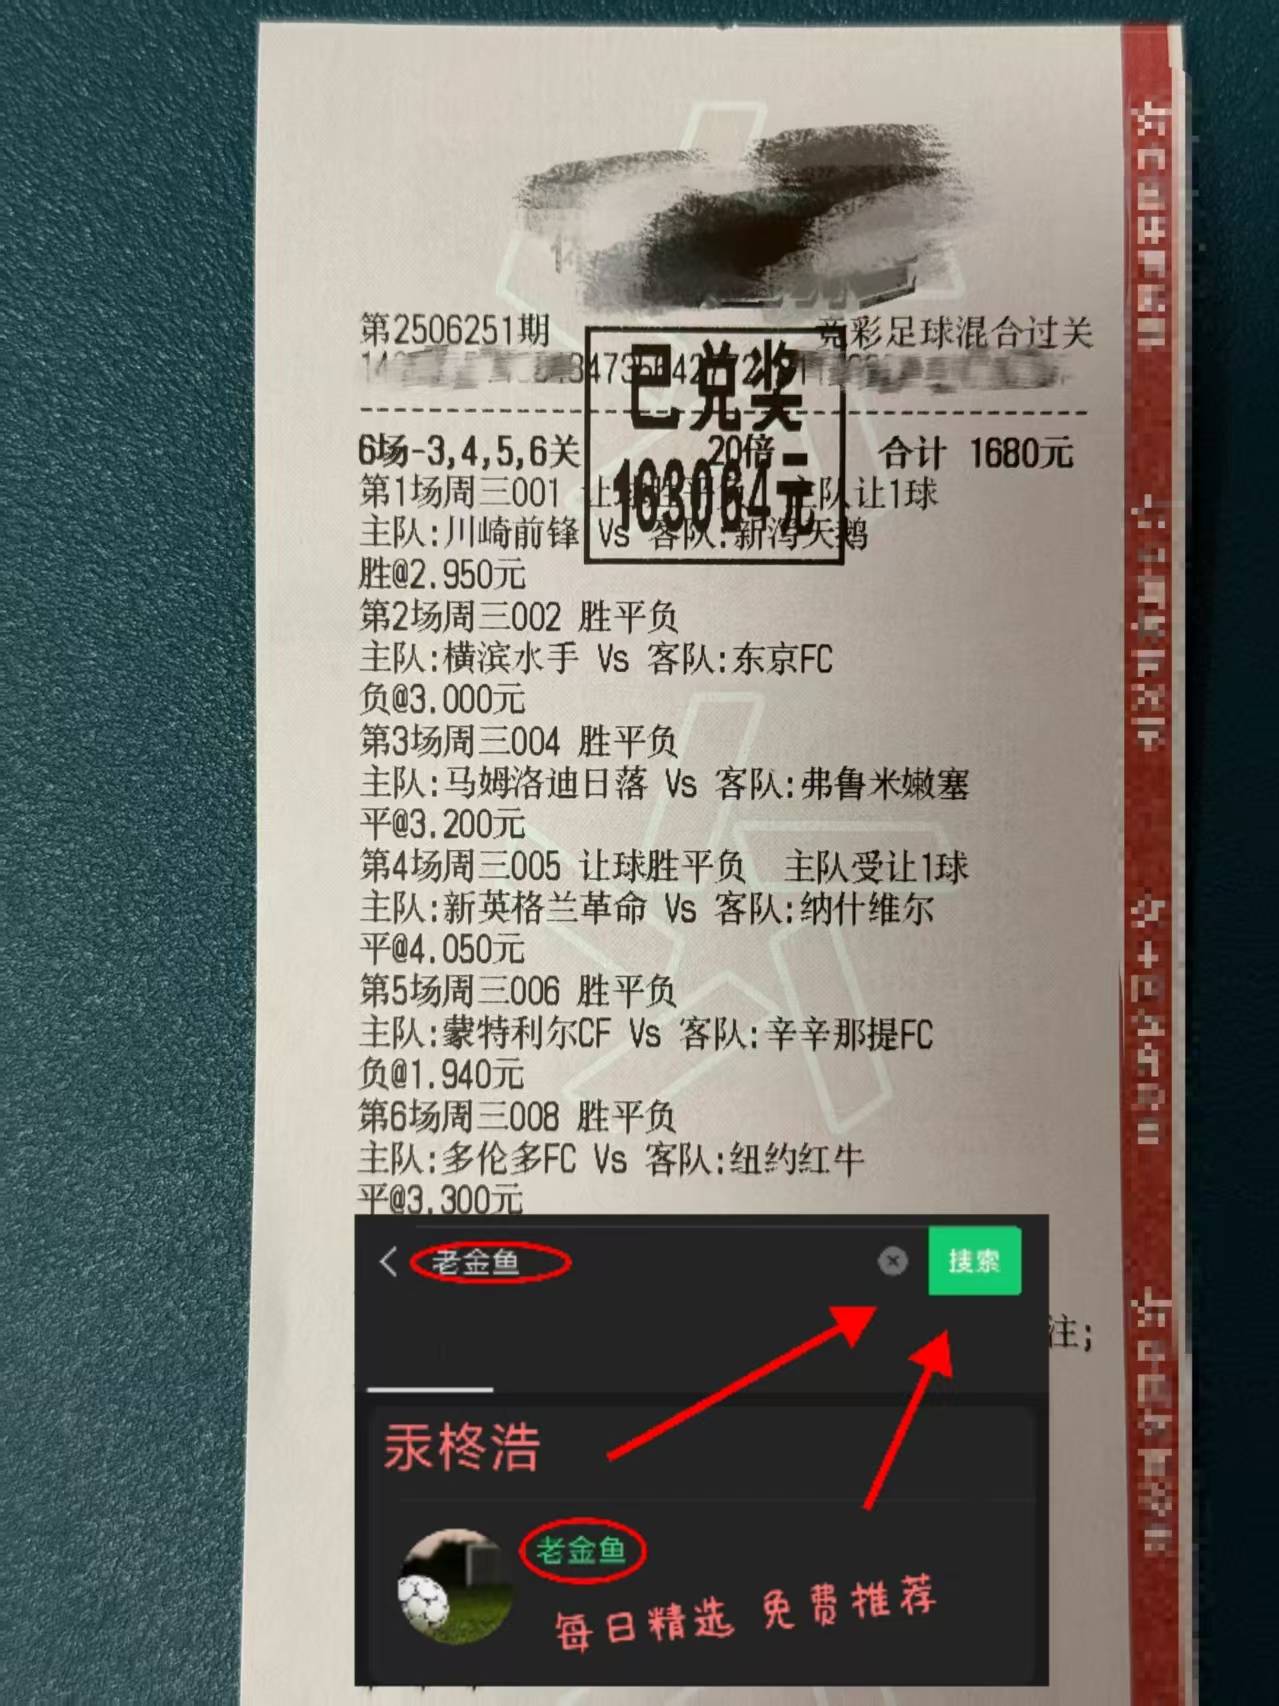 第2506251期
竞彩足球混合过关
已兑奖
163064元
6场-3,4,5,6关 20倍 合计 1680元
第1场周三001 主队让1球
主队:川崎前锋 Vs 客队:新泻天鹅
胜@2.950元
第2场周三002 胜平负
主队:横滨水手 Vs 客队:东京FC
负@3.000元
第3场周三004 胜平负
主队:马姆洛迪日落 Vs 客队:弗鲁米嫩塞
平@3.200元
第4场周三005 让球胜平负 主队受让1球
主队:新英格兰革命 Vs 客队:纳什维尔
平@4.050元
第5场周三006 胜平负
主队:蒙特利尔CF Vs 客队:辛辛那提FC
负@1.940元
第6场周三008 胜平负
主队:多伦多FC Vs 客队:纽约红牛
平@3.300元
老金鱼 搜索
注;
汞柊浩
老金鱼
每日精选 免费推荐